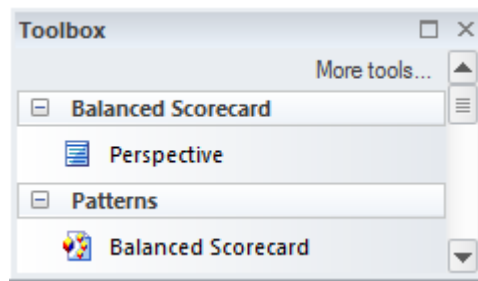 Toolbox
More tools...
Balanced Scorecard
Perspective
Patterns
Balanced Scorecard